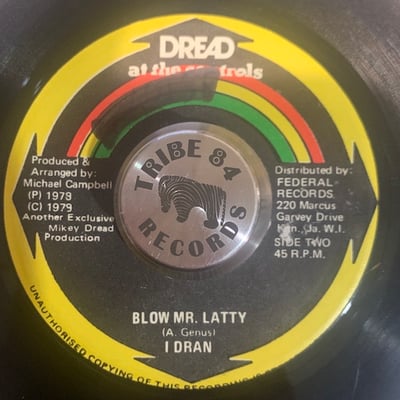 DREAD
at the controls
TRIBE 84
RECORDS
Produced &
Arranged by:
Michael Campbell
(P) 1979
(C) 1979
Another Exclusive
Mikey Dread
Production
Distributed by:
FEDERAL
RECORDS.
220 Marcus
Garvey Drive
Kgn. Ja. W.I.
SIDE TWO
45 R.P.M.
BLOW MR. LATTY
(A. Genus)
I DRAN
UNAUTHORISED COPYING OF THIS RECORDING IS